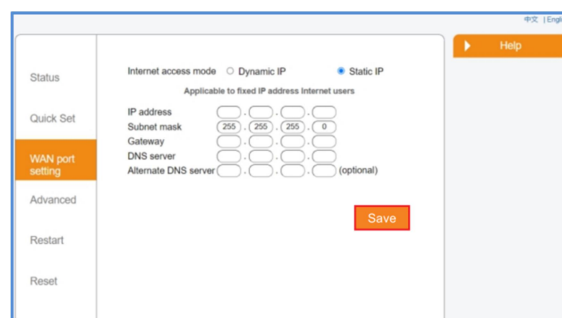 中文 | Engl
Help
Status
Quick Set
WAN port
setting
Advanced
Restart
Reset
Internet access mode Dynamic IP Static IP
Applicable to fixed IP address Internet users
IP address . . .
Subnet mask 255 . 255 . 255 . 0
Gateway . . .
DNS server . . .
Alternate DNS server . . . (optional)
Save